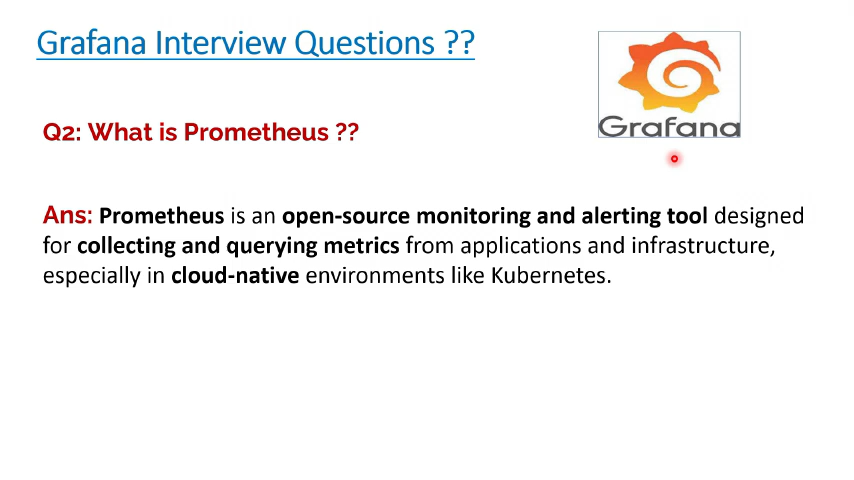 Grafana Interview Questions ??
Grafana
Q2: What is Prometheus ??
Ans: Prometheus is an open-source monitoring and alerting tool designed
for collecting and querying metrics from applications and infrastructure,
especially in cloud-native environments like Kubernetes.